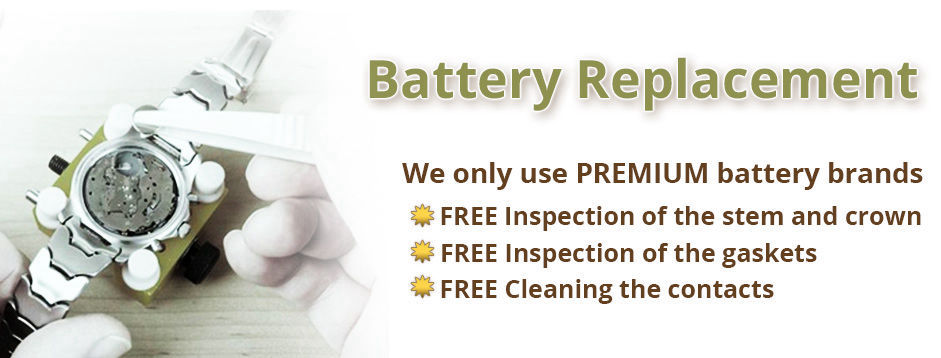 Battery Replacement
We only use PREMIUM battery brands
FREE Inspection of the stem and crown
FREE Inspection of the gaskets
FREE Cleaning the contacts